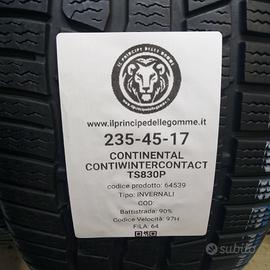 IL PRINCIPE DELLE GOMME
www.ilprincipedellegomme.it
235-45-17
CONTINENTAL
CONTIWINTERCONTACT
TS830P
codice prodotto: 64539
Tipo: INVERNALI
COD:
Battistrada: 90%
Codice Velocità: 97H
FILA: 64
subito